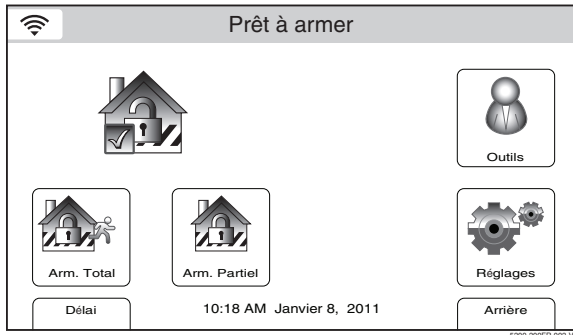 Prêt à armer
Outils
Arm. Total
Arm. Partiel
Réglages
Délai
10:18 AM Janvier 8, 2011
Arrière